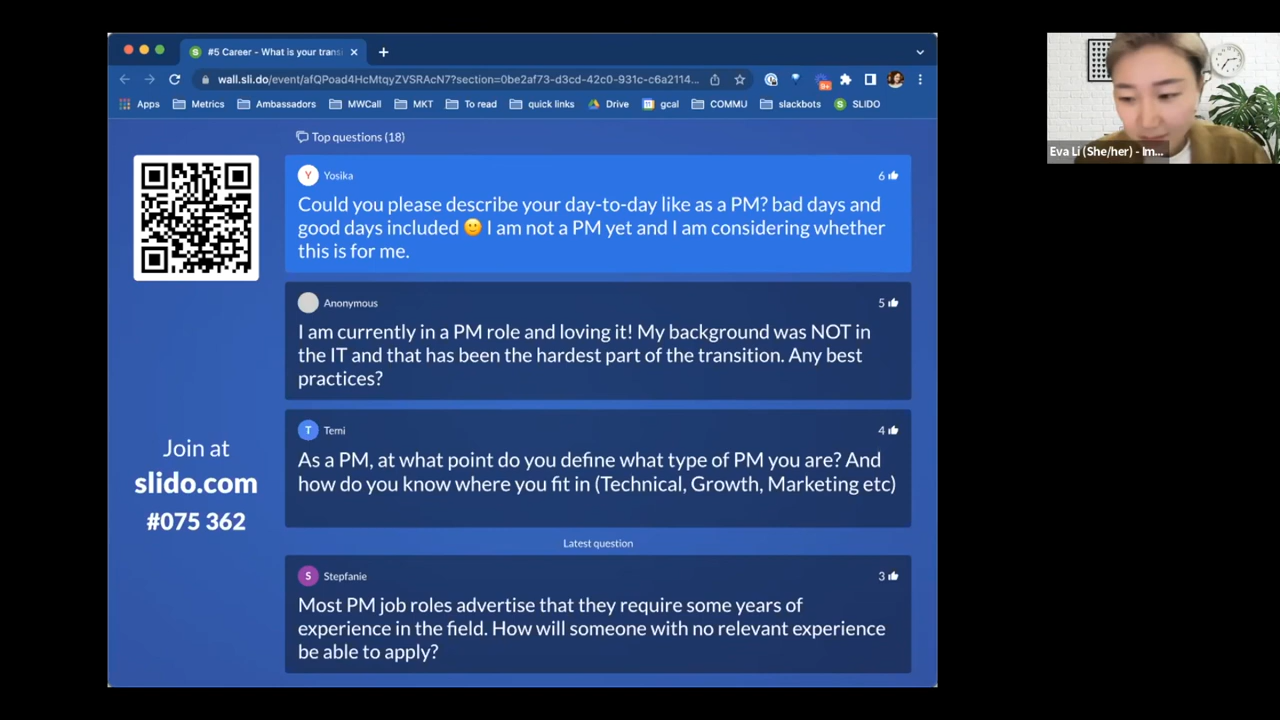 #5 Career - What is your transi
wall.sli.do/event/afQPoad4HcMtqyZVSRAcN7?section=0be2af73-d3cd-42c0-931c-c6a2114...
9+
Apps Metrics Ambassadors MWCall MKT To read quick links Drive gcal COMMU slackbots SLIDO
Top questions (18)
Y Yosika 6
Could you please describe your day-to-day like as a PM? bad days and
good days included 🙂 I am not a PM yet and I am considering whether
this is for me.
Anonymous 5
I am currently in a PM role and loving it! My background was NOT in
the IT and that has been the hardest part of the transition. Any best
practices?
T Temi 4
As a PM, at what point do you define what type of PM you are? And
how do you know where you fit in (Technical, Growth, Marketing etc)
Latest question
S Stepfanie 3
Most PM job roles advertise that they require some years of
experience in the field. How will someone with no relevant experience
be able to apply?
Join at
slido.com
#075 362
Eva Li (She/her) - Im...